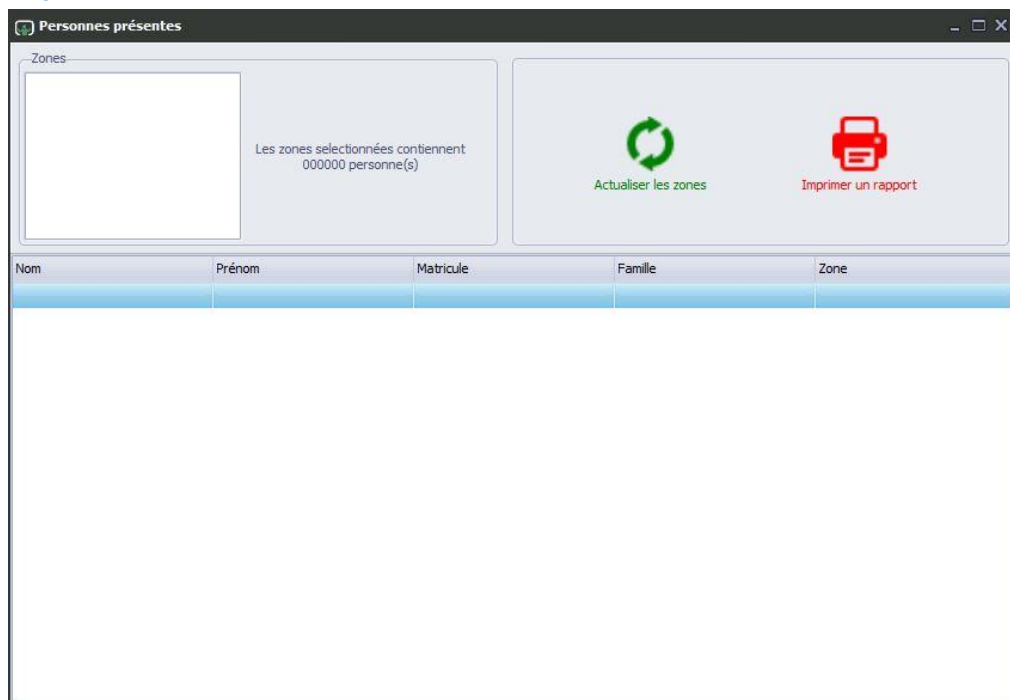 Personnes présentes
Zones
Les zones selectionnées contiennent
000000 personne(s)
Actualiser les zones
Imprimer un rapport
Nom Prénom Matricule Famille Zone